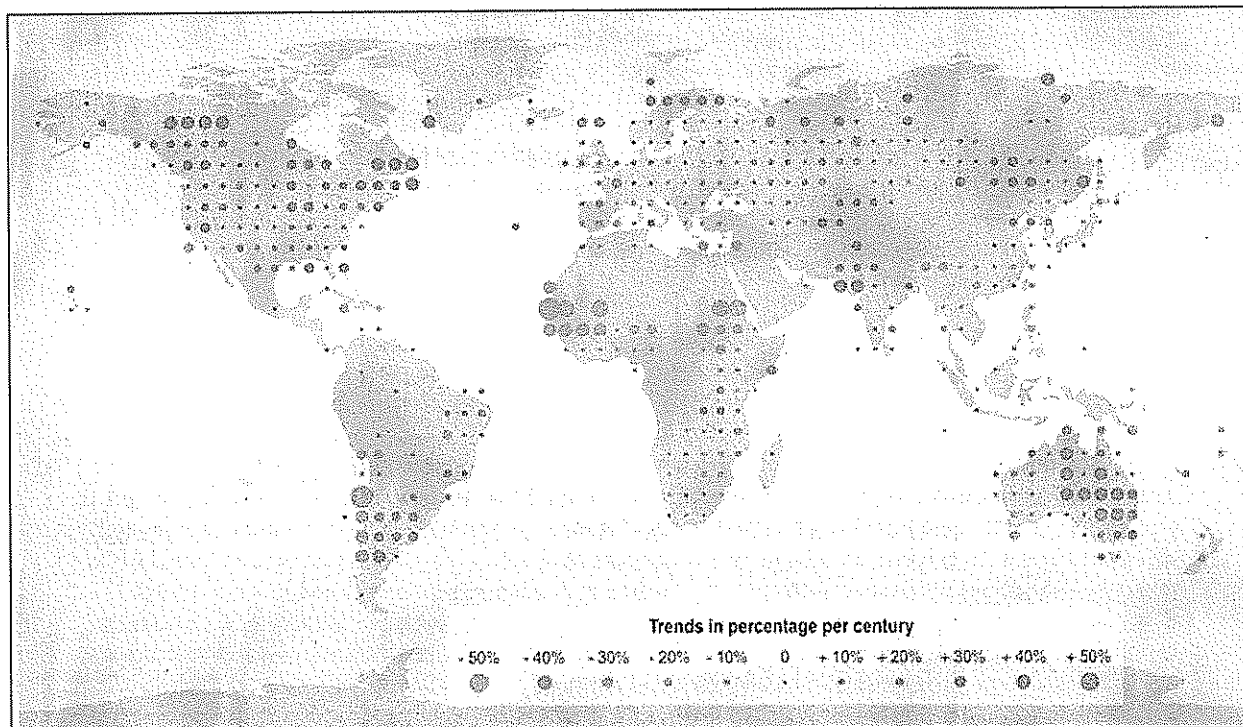 Trends in percentage per century
- 50% - 40% - 30% - 20% - 10% 0 + 10% + 20% + 30% + 40% + 50%